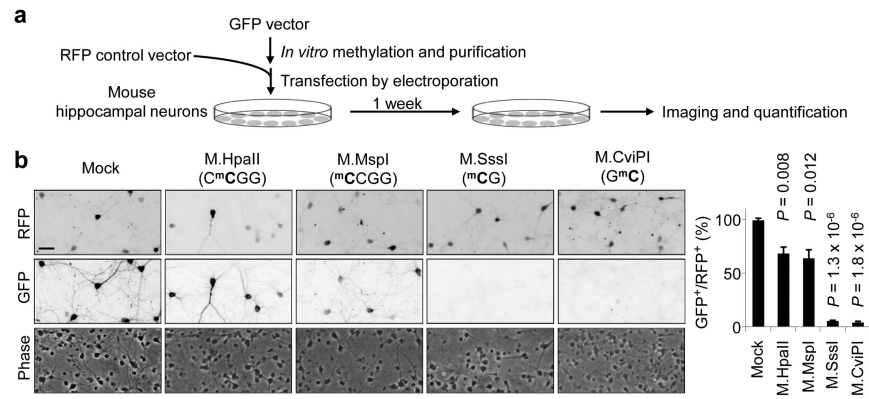 a
GFP vector
In vitro methylation and purification
RFP control vector
Transfection by electroporation
Mouse
hippocampal neurons
1 week
Imaging and quantification
b
Mock
M.HpaII
(CmCGG)
M.MspI
(mCCGG)
M.SssI
(mCG)
M.CviPI
(GmC)
RFP
GFP
Phase
GFP+/RFP+ (%)
100
50
0
P = 0.008
P = 0.012
P = 1.3 x 10-6
P = 1.8 x 10-6
Mock
M.HpaII
M.MspI
M.SssI
M.CviPI